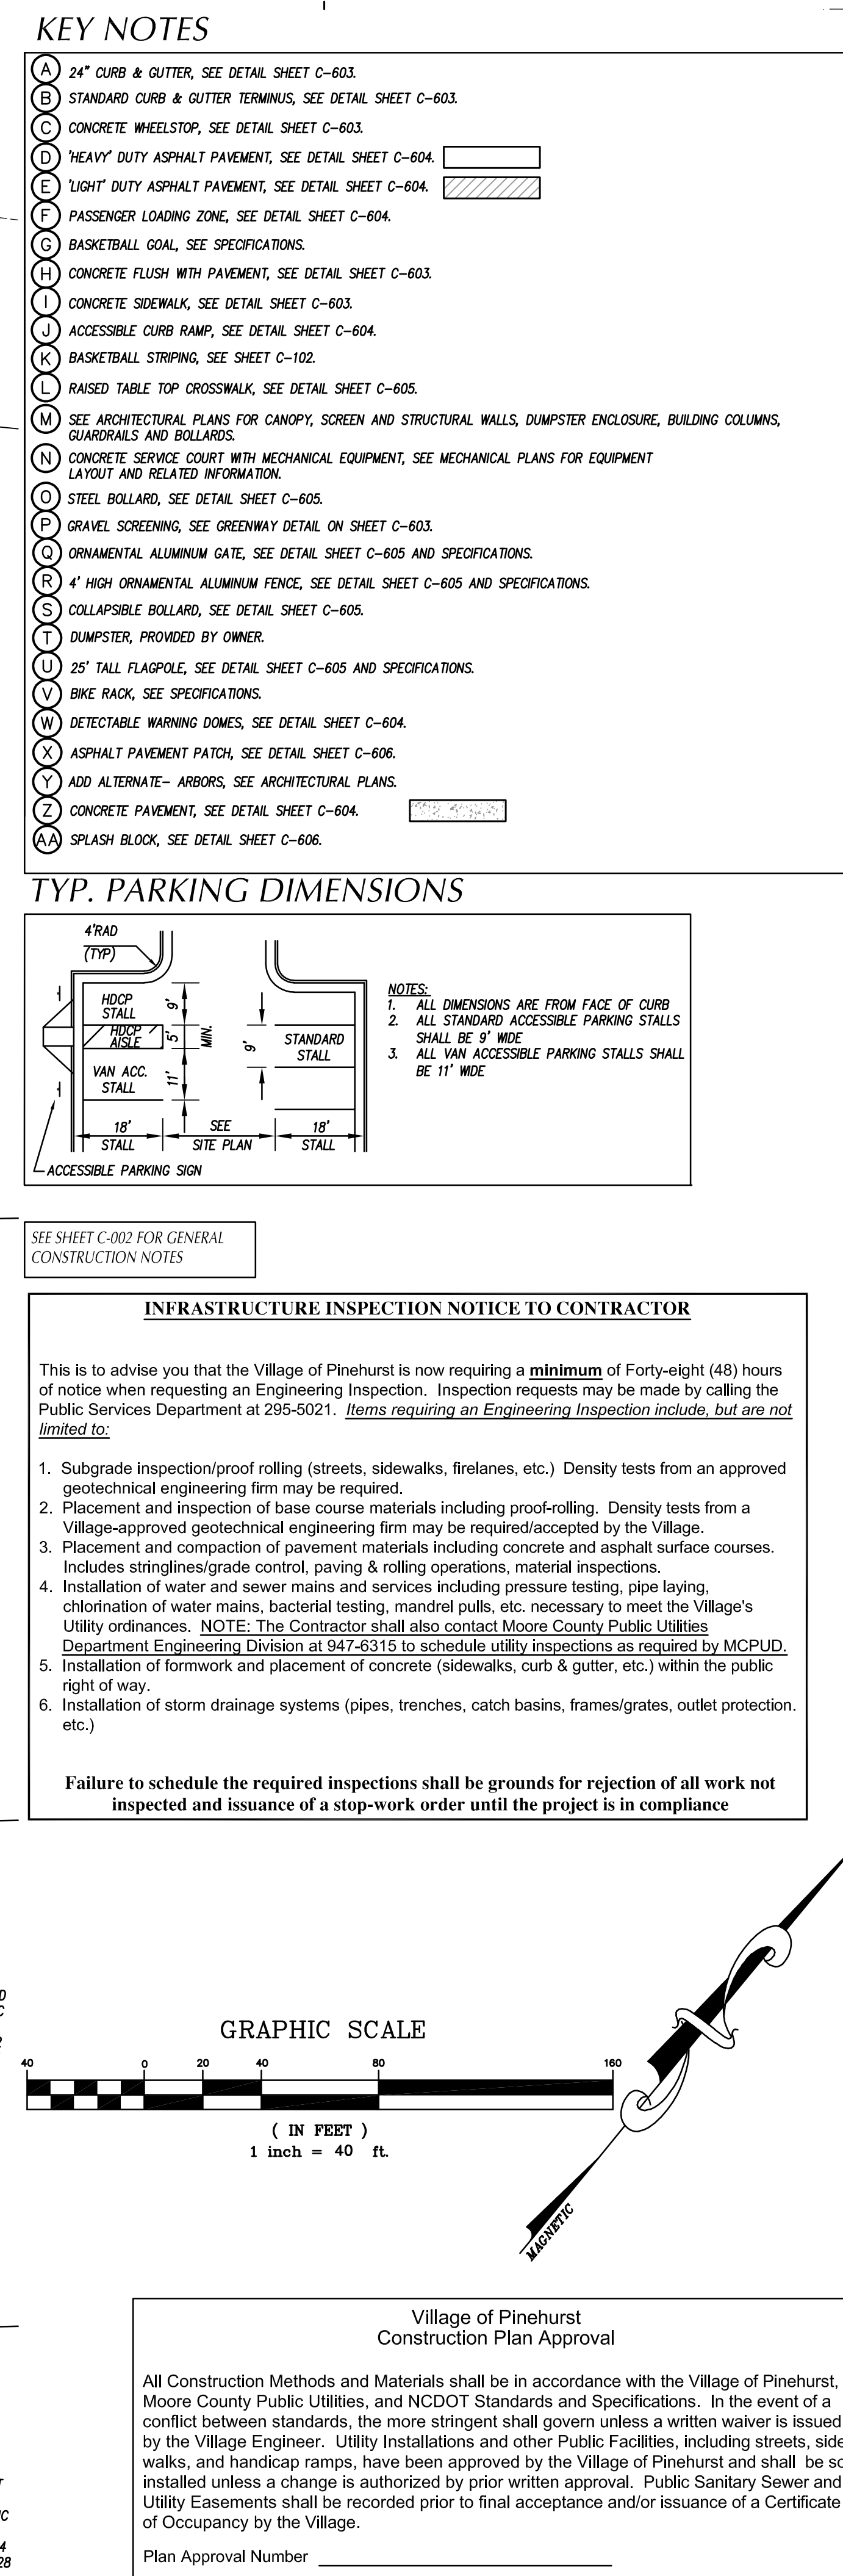 KEY NOTES
A 24" CURB & GUTTER, SEE DETAIL SHEET C-603.
B STANDARD CURB & GUTTER TERMINUS, SEE DETAIL SHEET C-603.
C CONCRETE WHEELSTOP, SEE DETAIL SHEET C-603.
D 'HEAVY' DUTY ASPHALT PAVEMENT, SEE DETAIL SHEET C-604.
E 'LIGHT' DUTY ASPHALT PAVEMENT, SEE DETAIL SHEET C-604.
F PASSENGER LOADING ZONE, SEE DETAIL SHEET C-604.
G BASKETBALL GOAL, SEE SPECIFICATIONS.
H CONCRETE FLUSH WITH PAVEMENT, SEE DETAIL SHEET C-603.
I CONCRETE SIDEWALK, SEE DETAIL SHEET C-603.
J ACCESSIBLE CURB RAMP, SEE DETAIL SHEET C-604.
K BASKETBALL STRIPING, SEE SHEET C-102.
L RAISED TABLE TOP CROSSWALK, SEE DETAIL SHEET C-605.
M SEE ARCHITECTURAL PLANS FOR CANOPY, SCREEN AND STRUCTURAL WALLS, DUMPSTER ENCLOSURE, BUILDING COLUMNS,
GUARDRAILS AND BOLLARDS.
N CONCRETE SERVICE COURT WITH MECHANICAL EQUIPMENT, SEE MECHANICAL PLANS FOR EQUIPMENT
LAYOUT AND RELATED INFORMATION.
O STEEL BOLLARD, SEE DETAIL SHEET C-605.
P GRAVEL SCREENING, SEE GREENWAY DETAIL ON SHEET C-603.
Q ORNAMENTAL ALUMINUM GATE, SEE DETAIL SHEET C-605 AND SPECIFICATIONS.
R 4' HIGH ORNAMENTAL ALUMINUM FENCE, SEE DETAIL SHEET C-605 AND SPECIFICATIONS.
S COLLAPSIBLE BOLLARD, SEE DETAIL SHEET C-605.
T DUMPSTER, PROVIDED BY OWNER.
U 25' TALL FLAGPOLE, SEE DETAIL SHEET C-605 AND SPECIFICATIONS.
V BIKE RACK, SEE SPECIFICATIONS.
W DETECTABLE WARNING DOMES, SEE DETAIL SHEET C-604.
X ASPHALT PAVEMENT PATCH, SEE DETAIL SHEET C-606.
Y ADD ALTERNATE- ARBORS, SEE ARCHITECTURAL PLANS.
Z CONCRETE PAVEMENT, SEE DETAIL SHEET C-604.
AA SPLASH BLOCK, SEE DETAIL SHEET C-606.
TYP. PARKING DIMENSIONS
4'RAD
(TYP)
HDCP
STALL
9'
HDCP
AISLE
5'
MIN.
VAN ACC.
STALL
11'
9'
STANDARD
STALL
18'
STALL
SEE
SITE PLAN
18'
STALL
ACCESSIBLE PARKING SIGN
NOTES:
1. ALL DIMENSIONS ARE FROM FACE OF CURB
2. ALL STANDARD ACCESSIBLE PARKING STALLS
SHALL BE 9' WIDE
3. ALL VAN ACCESSIBLE PARKING STALLS SHALL
BE 11' WIDE
SEE SHEET C-002 FOR GENERAL
CONSTRUCTION NOTES
INFRASTRUCTURE INSPECTION NOTICE TO CONTRACTOR
This is to advise you that the Village of Pinehurst is now requiring a minimum of Forty-eight (48) hours
of notice when requesting an Engineering Inspection. Inspection requests may be made by calling the
Public Services Department at 295-5021. Items requiring an Engineering Inspection include, but are not
limited to:
1. Subgrade inspection/proof rolling (streets, sidewalks, firelanes, etc.) Density tests from an approved
geotechnical engineering firm may be required.
2. Placement and inspection of base course materials including proof-rolling. Density tests from a
Village-approved geotechnical engineering firm may be required/accepted by the Village.
3. Placement and compaction of pavement materials including concrete and asphalt surface courses.
Includes stringlines/grade control, paving & rolling operations, material inspections.
4. Installation of water and sewer mains and services including pressure testing, pipe laying,
chlorination of water mains, bacterial testing, mandrel pulls, etc. necessary to meet the Village's
Utility ordinances. NOTE: The Contractor shall also contact Moore County Public Utilities
Department Engineering Division at 947-6315 to schedule utility inspections as required by MCPUD.
5. Installation of formwork and placement of concrete (sidewalks, curb & gutter, etc.) within the public
right of way.
6. Installation of storm drainage systems (pipes, trenches, catch basins, frames/grates, outlet protection.
etc.)
Failure to schedule the required inspections shall be grounds for rejection of all work not
inspected and issuance of a stop-work order until the project is in compliance
GRAPHIC SCALE
40 0 20 40 80 160
( IN FEET )
1 inch = 40 ft.
MAGNETIC
Village of Pinehurst
Construction Plan Approval
All Construction Methods and Materials shall be in accordance with the Village of Pinehurst,
Moore County Public Utilities, and NCDOT Standards and Specifications. In the event of a
conflict between standards, the more stringent shall govern unless a written waiver is issued
by the Village Engineer. Utility Installations and other Public Facilities, including streets, side
walks, and handicap ramps, have been approved by the Village of Pinehurst and shall be so
installed unless a change is authorized by prior written approval. Public Sanitary Sewer and
Utility Easements shall be recorded prior to final acceptance and/or issuance of a Certificate
of Occupancy by the Village.
Plan Approval Number